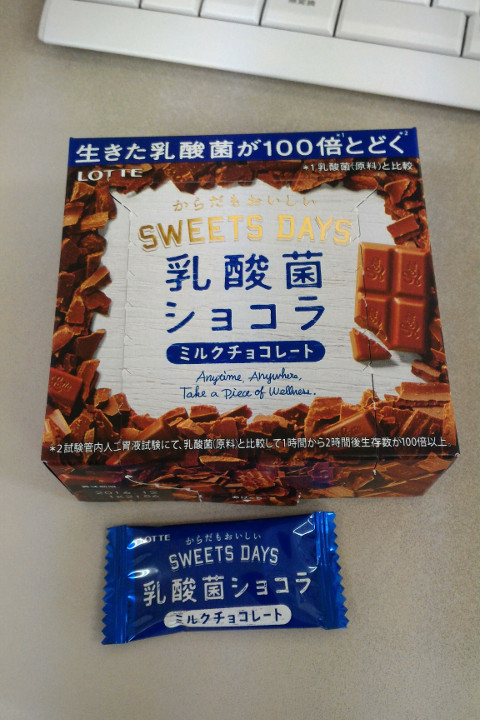 生きた乳酸菌が100倍とどく*1*2
*1乳酸菌(原料)と比較
LOTTE
からだもおいしい
SWEETS DAYS
乳酸菌
ショコラ
ミルクチョコレート
Anytime, Anywhere,
Take a Piece of Wellness.
*2試験管内人工胃液試験にて、乳酸菌(原料)と比較して1時間から2時間後生存数が100倍以上
LOTTE
からだもおいしい
SWEETS DAYS
乳酸菌ショコラ
ミルクチョコレート